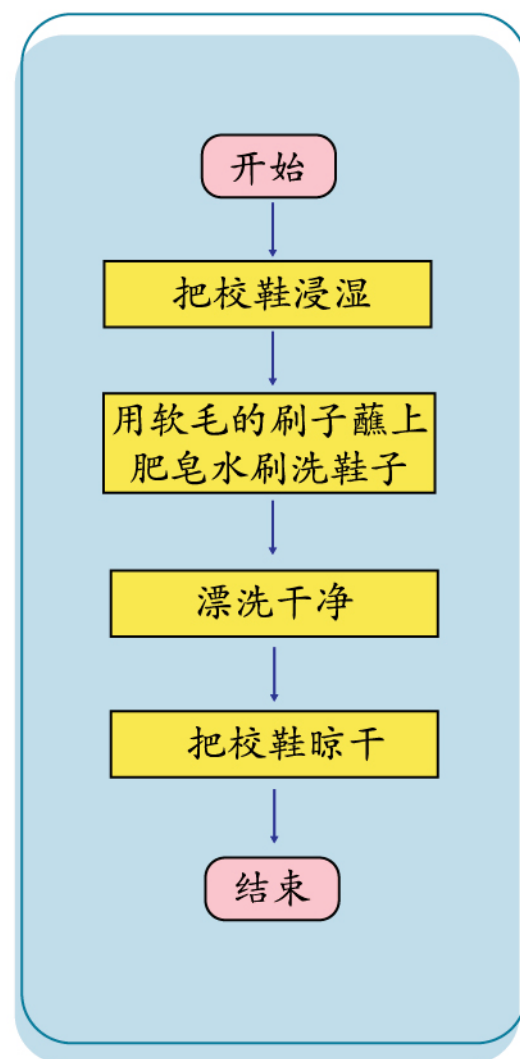 开始
把校鞋浸湿
用软毛的刷子蘸上
肥皂水刷洗鞋子
漂洗干净
把校鞋晾干
结束